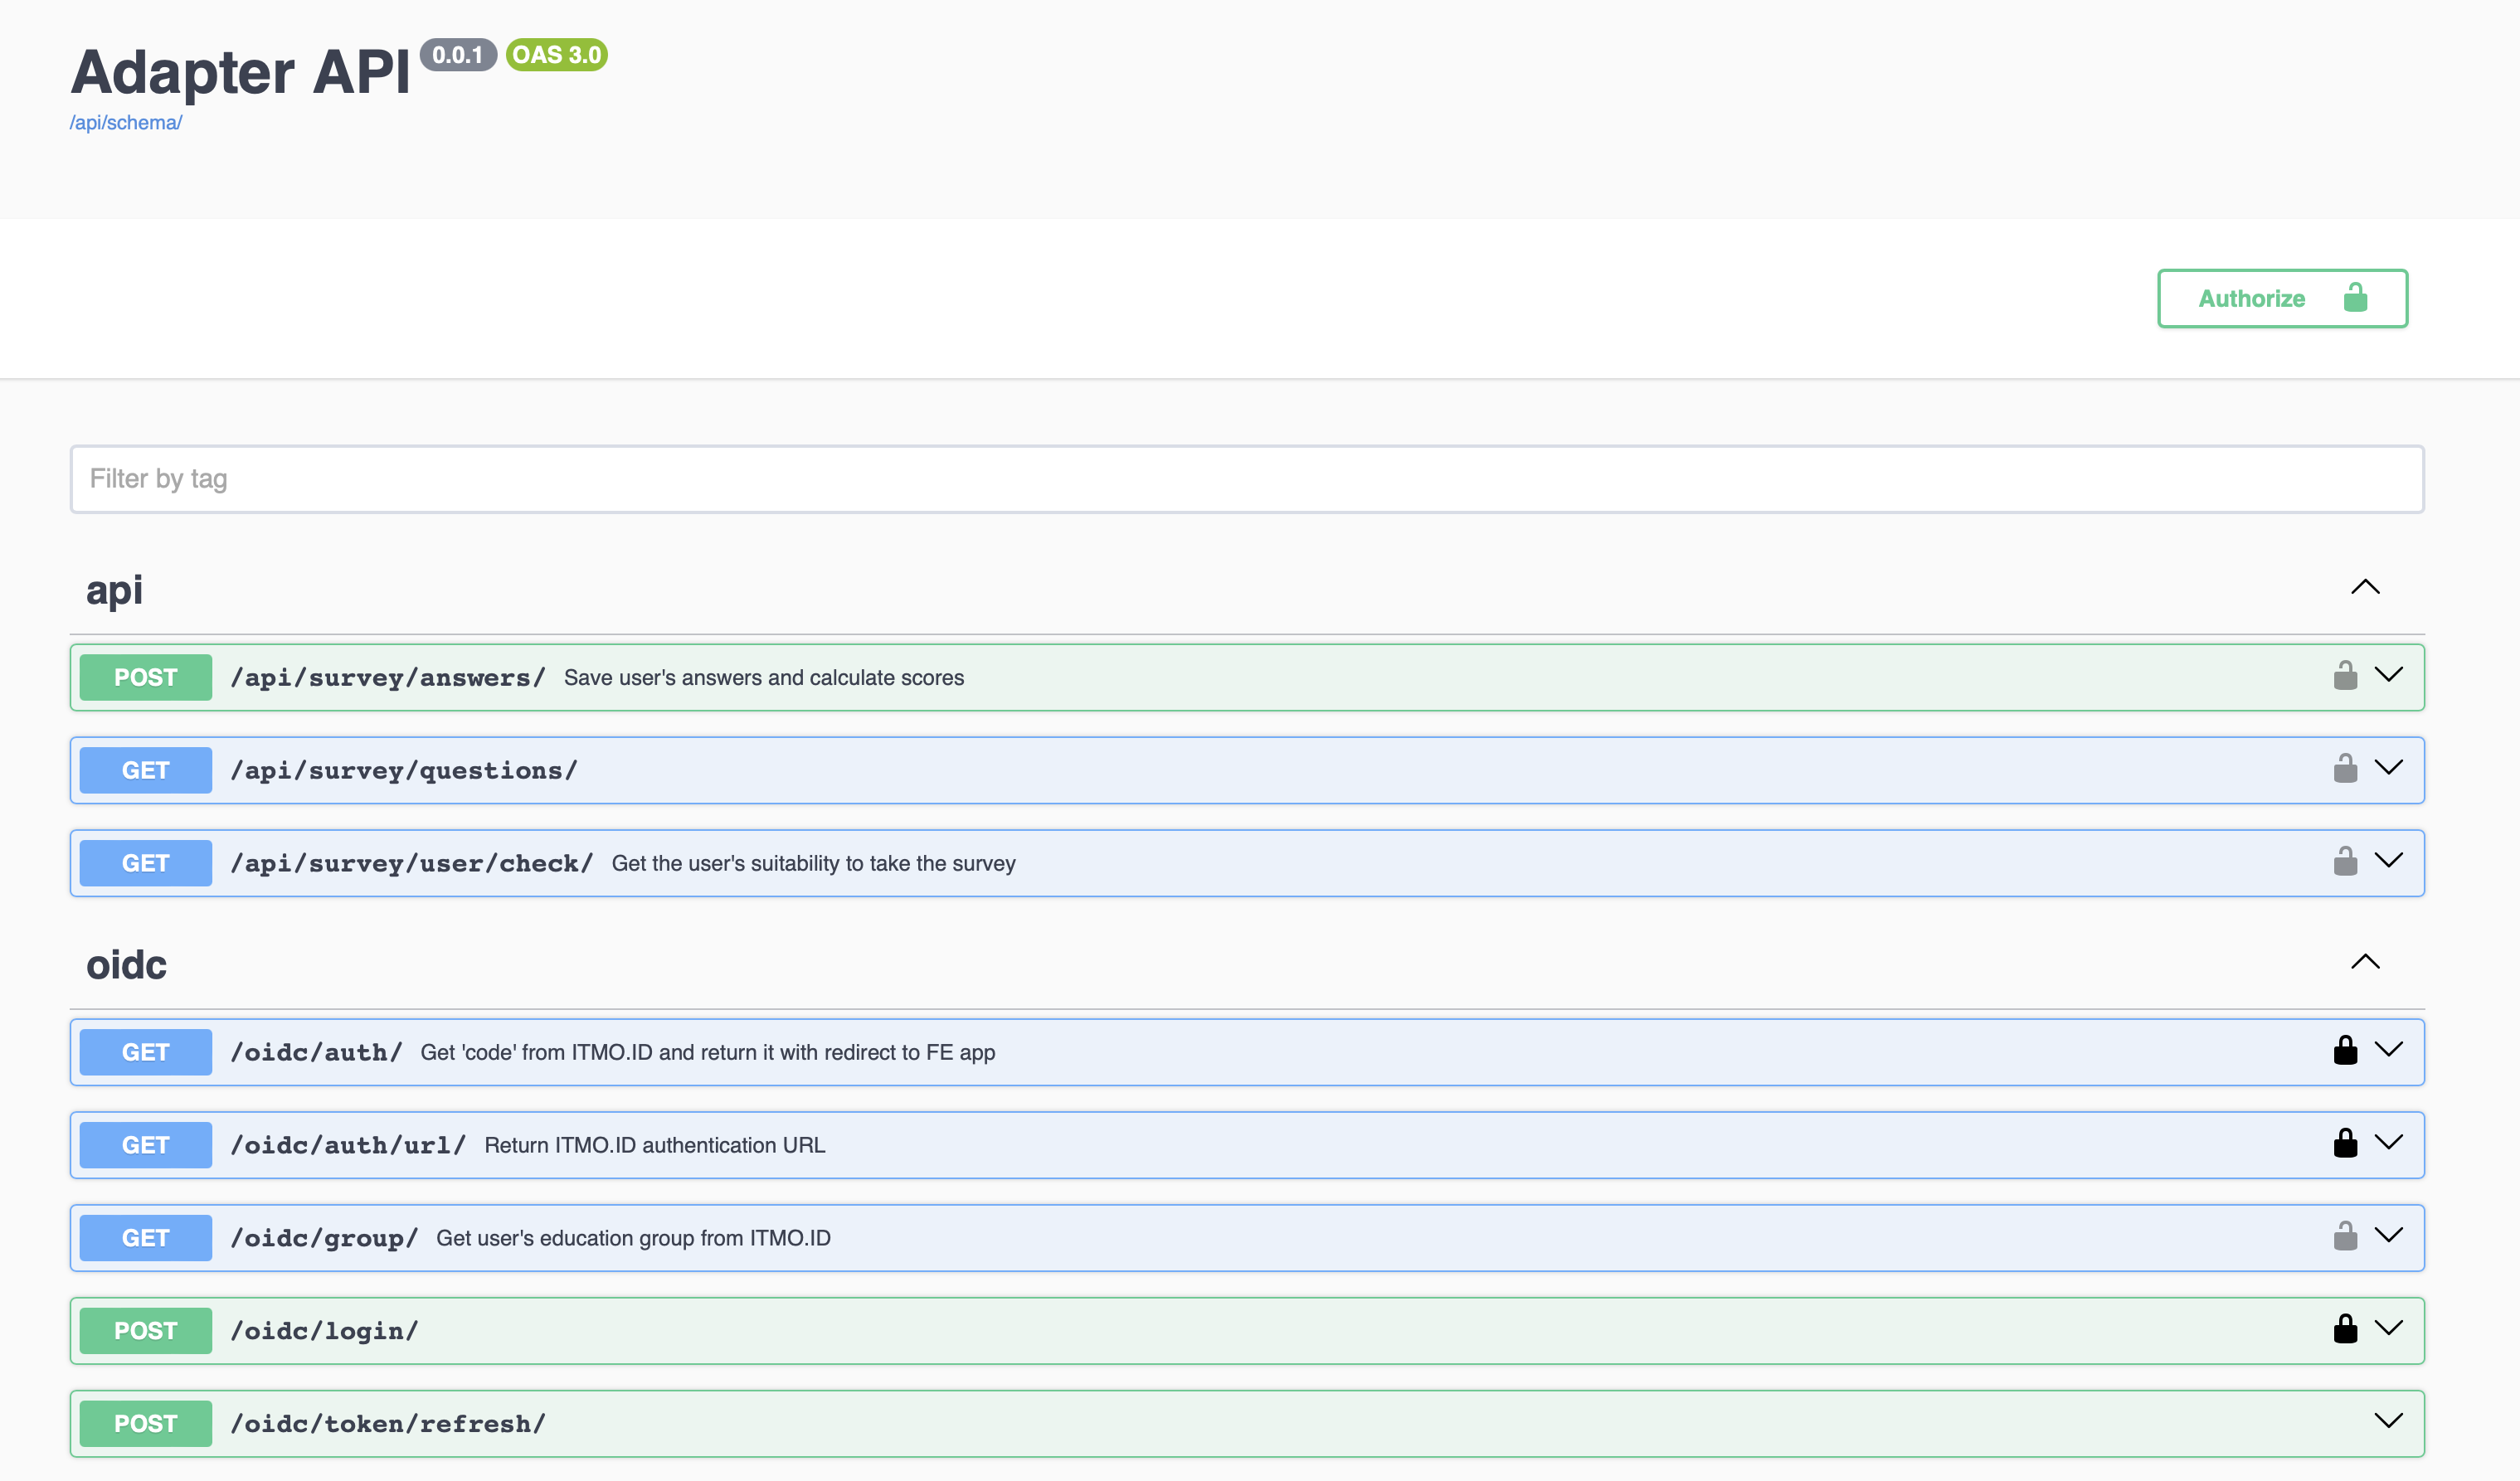 Adapter API 0.0.1 OAS 3.0
/api/schema/
Authorize
Filter by tag
api
POST /api/survey/answers/ Save user's answers and calculate scores
GET /api/survey/questions/
GET /api/survey/user/check/ Get the user's suitability to take the survey
oidc
GET /oidc/auth/ Get 'code' from ITMO.ID and return it with redirect to FE app
GET /oidc/auth/url/ Return ITMO.ID authentication URL
GET /oidc/group/ Get user's education group from ITMO.ID
POST /oidc/login/
POST /oidc/token/refresh/